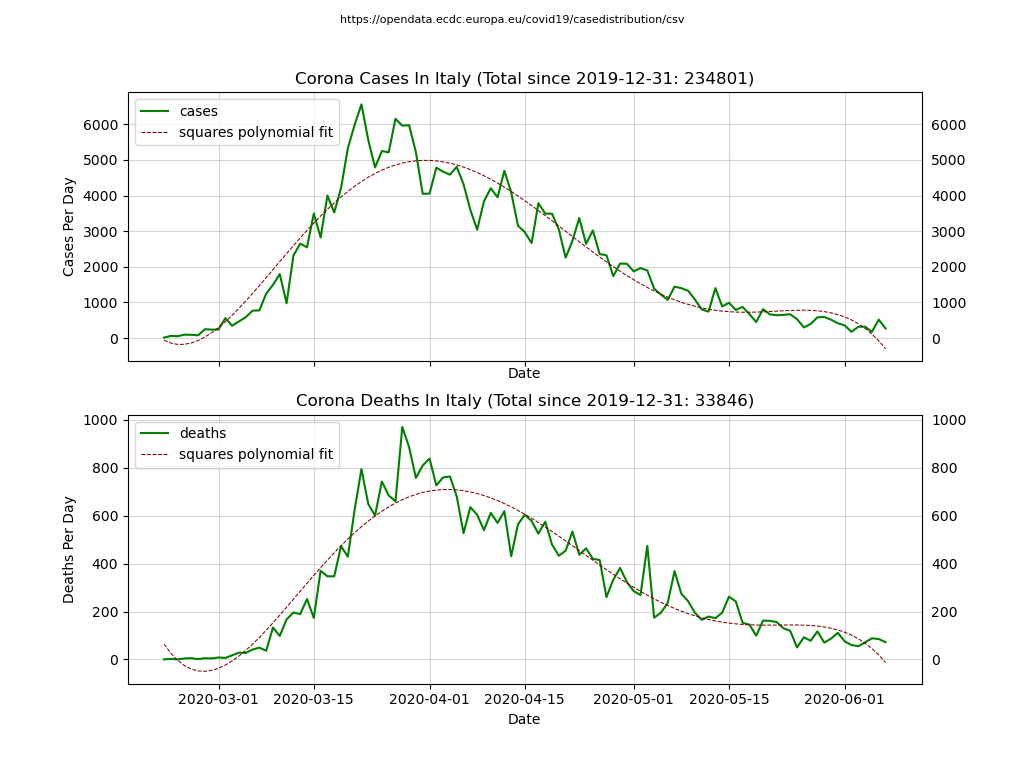 https://opendata.ecdc.europa.eu/covid19/casedistribution/csv
Corona Cases In Italy (Total since 2019-12-31: 234801)
cases
squares polynomial fit
Cases Per Day
6000 6000
5000 5000
4000 4000
3000 3000
2000 2000
1000 1000
0 0
Date
Corona Deaths In Italy (Total since 2019-12-31: 33846)
deaths
squares polynomial fit
Deaths Per Day
1000 1000
800 800
600 600
400 400
200 200
0 0
2020-03-01 2020-03-15 2020-04-01 2020-04-15 2020-05-01 2020-05-15 2020-06-01
Date